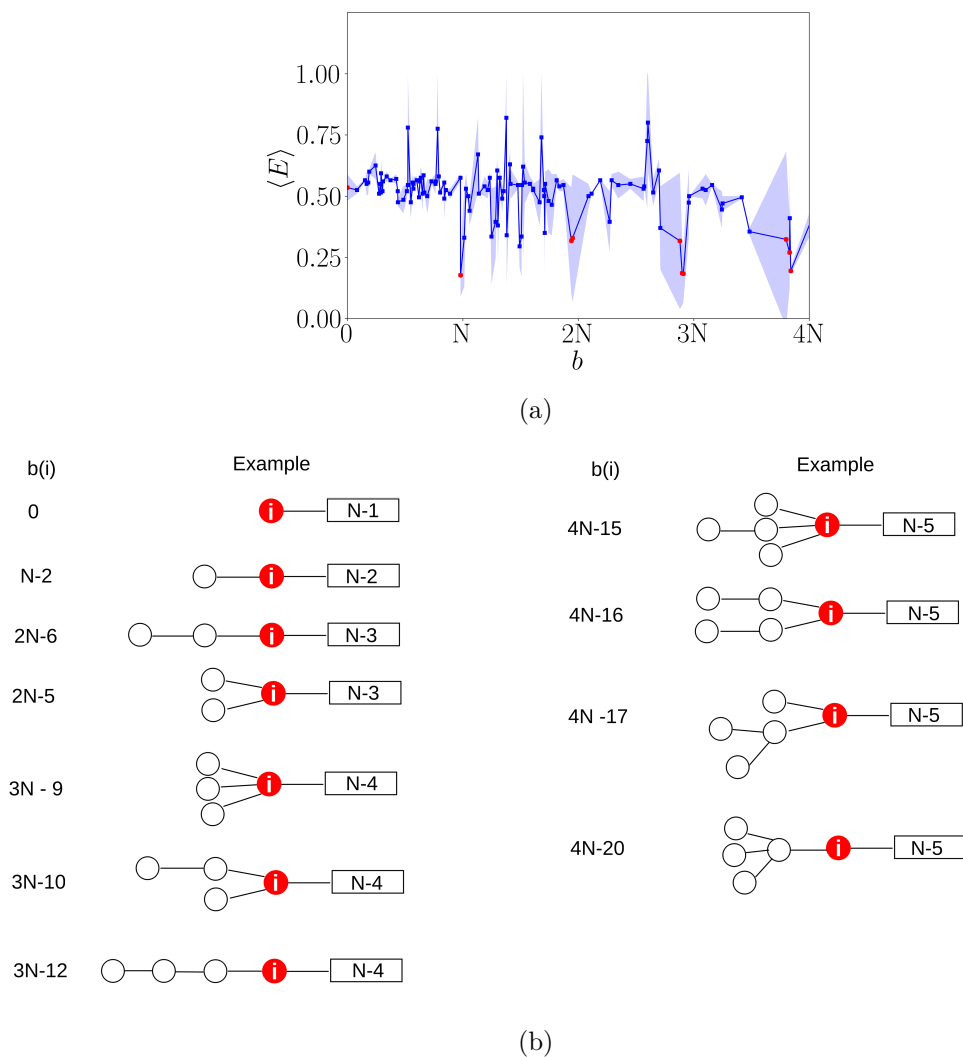 1.00
0.75
0.50
0.25
0.00
⟨E⟩
0 N 2N 3N 4N
b
(a)
b(i) Example
0 i N-1
N-2 i N-2
2N-6 i N-3
2N-5 i N-3
3N - 9 i N-4
3N-10 i N-4
3N-12 i N-4
b(i) Example
4N-15 i N-5
4N-16 i N-5
4N -17 i N-5
4N-20 i N-5
(b)